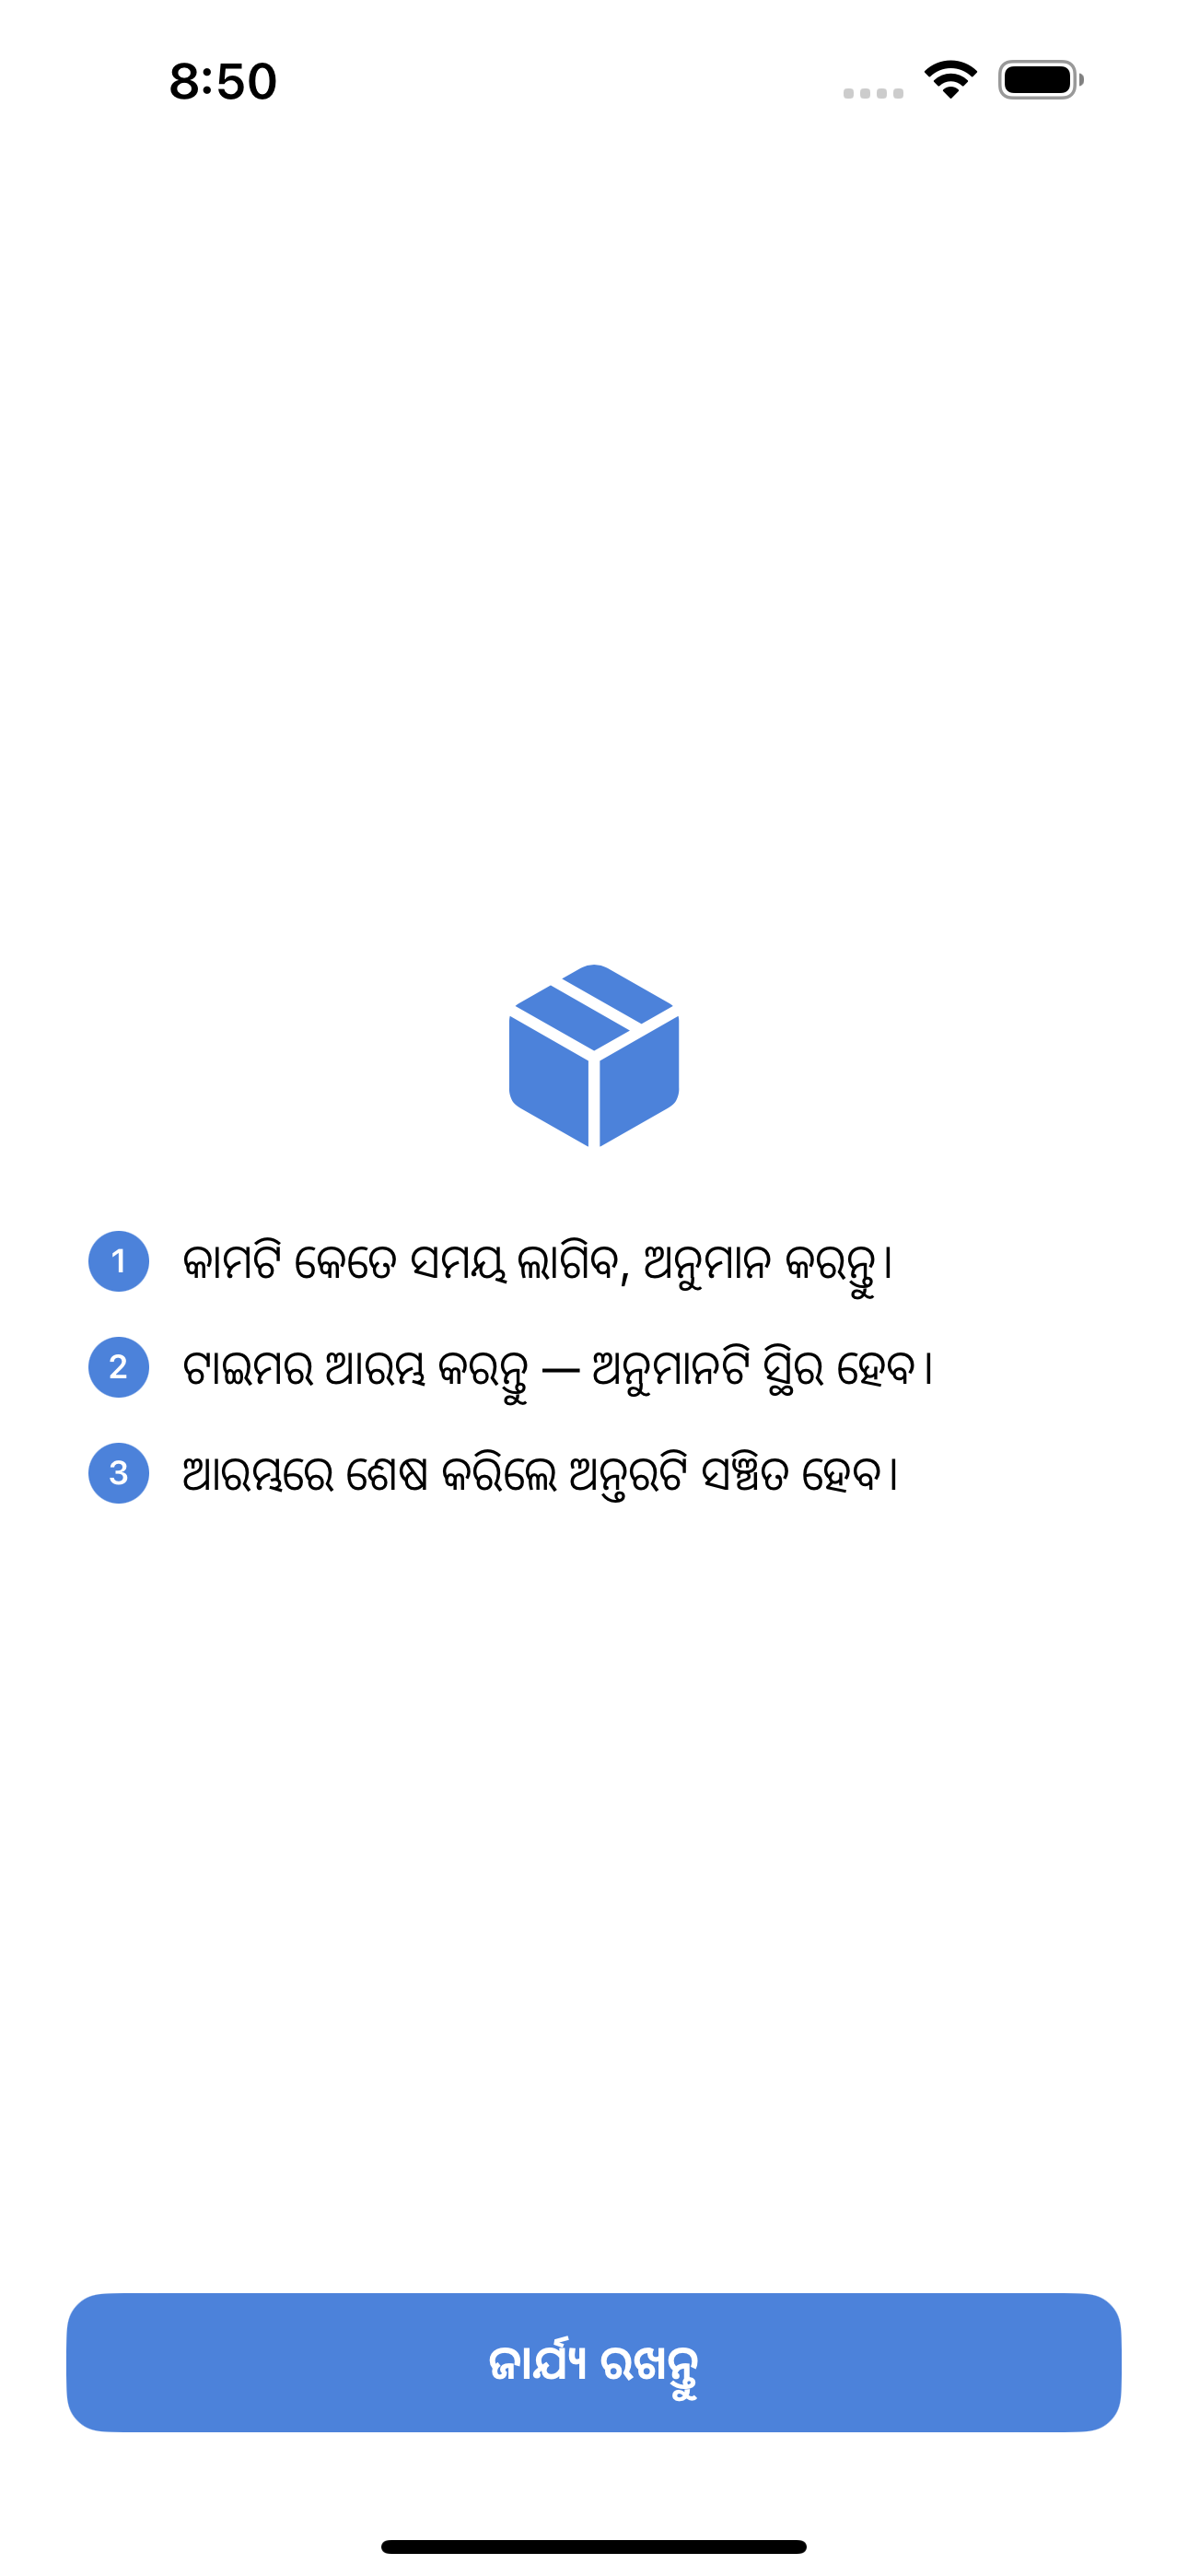 8:50
1 କାମଟି କେତେ ସମୟ ଲାଗିବ, ଅନୁମାନ କରନ୍ତୁ।
2 ଟାଇମର ଆରମ୍ଭ କରନ୍ତୁ — ଅନୁମାନଟି ସ୍ଥିର ହେବ।
3 ଆରମ୍ଭରେ ଶେଷ କରିଲେ ଅନ୍ତରଟି ସଞ୍ଚିତ ହେବ।
ଜାର୍ଯ୍ୟ ରଖନ୍ତୁ